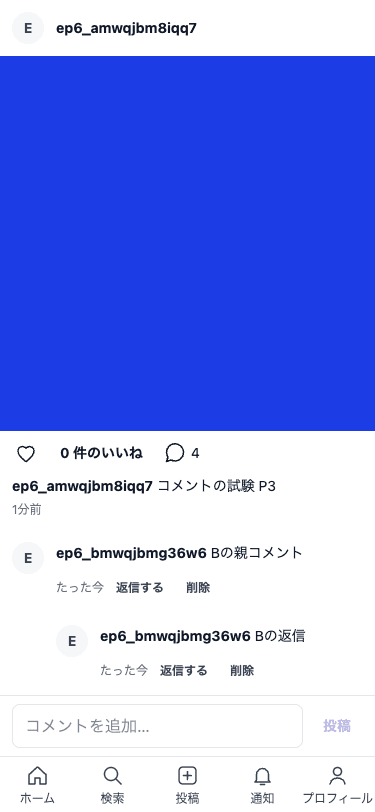 E ep6_amwqjbm8iqq7
0 件のいいね 4
ep6_amwqjbm8iqq7 コメントの試験 P3
1分前
E ep6_bmwqjbmg36w6 Bの親コメント
たった今 返信する 削除
E ep6_bmwqjbmg36w6 Bの返信
たった今 返信する 削除
コメントを追加... 投稿
ホーム 検索 投稿 通知 プロフィール